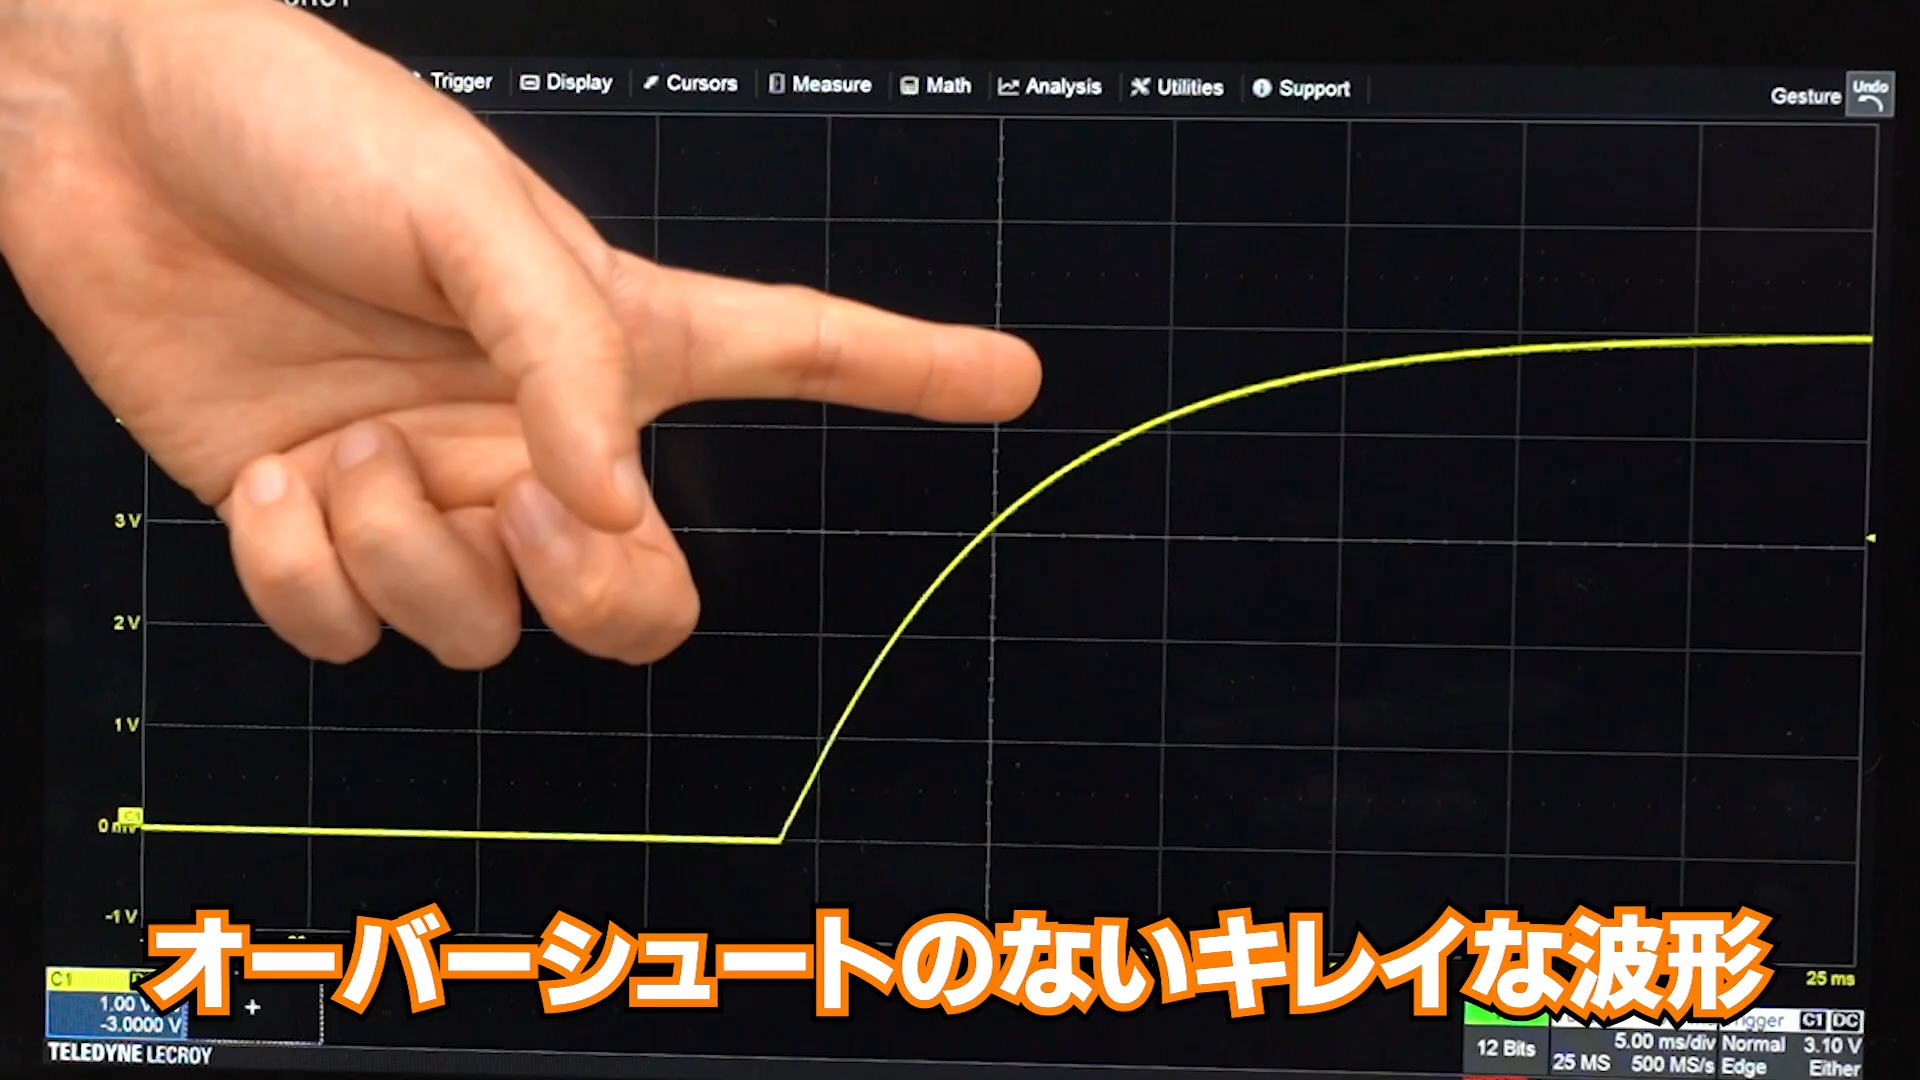 Trigger Display Cursors Measure Math Analysis Utilities Support
Gesture Undo
3 V
2 V
1 V
0 mV
C1
-1 V
オーバーシュートのないキレイな波形
25 ms
C1
1.00 V
-3.0000 V
+
TELEDYNE LECROY
12 Bits
5.00 ms/div
25 MS 500 MS/s
Trigger C1 DC
Normal 3.10 V
Edge Either